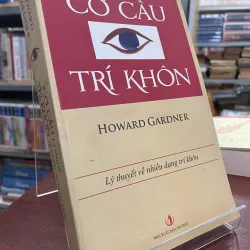 CƠ CẤU
TRÍ KHÔN
HOWARD GARDNER
Lý thuyết về nhiều dạng trí khôn